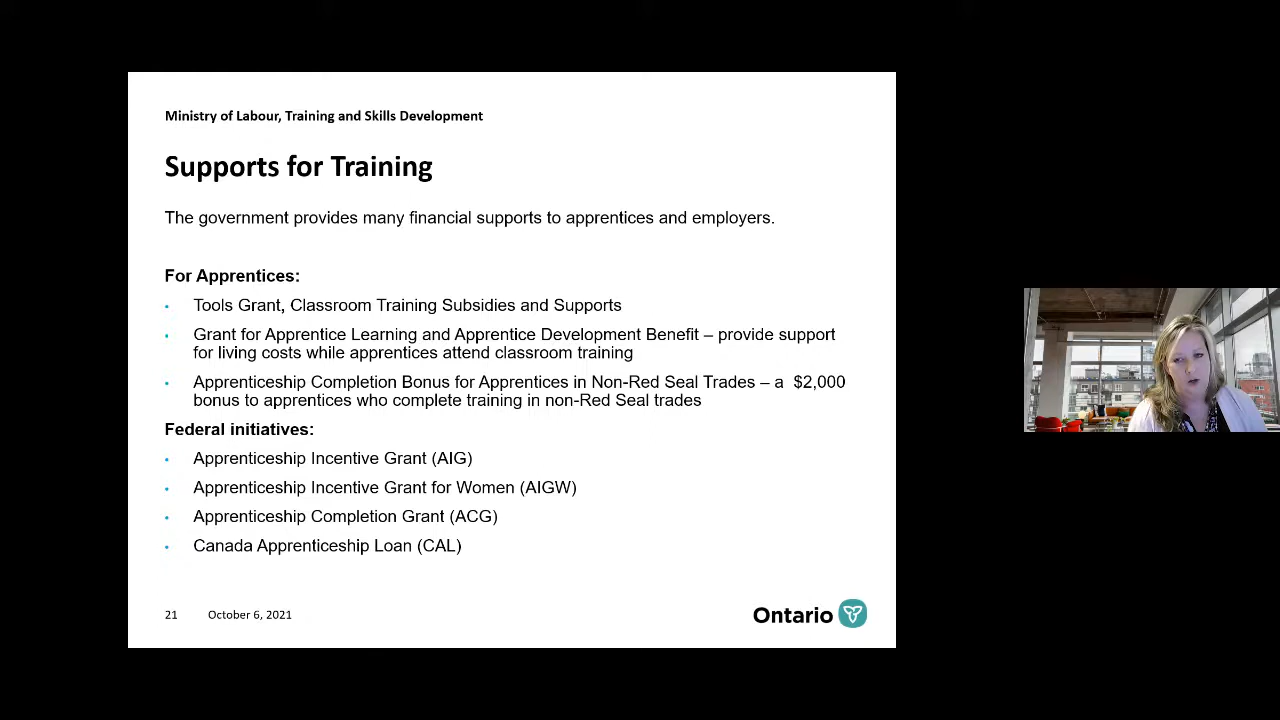 Ministry of Labour, Training and Skills Development
Supports for Training
The government provides many financial supports to apprentices and employers.
For Apprentices:
• Tools Grant, Classroom Training Subsidies and Supports
• Grant for Apprentice Learning and Apprentice Development Benefit – provide support
for living costs while apprentices attend classroom training
• Apprenticeship Completion Bonus for Apprentices in Non-Red Seal Trades – a $2,000
bonus to apprentices who complete training in non-Red Seal trades
Federal initiatives:
• Apprenticeship Incentive Grant (AIG)
• Apprenticeship Incentive Grant for Women (AIGW)
• Apprenticeship Completion Grant (ACG)
• Canada Apprenticeship Loan (CAL)
21 October 6, 2021
Ontario